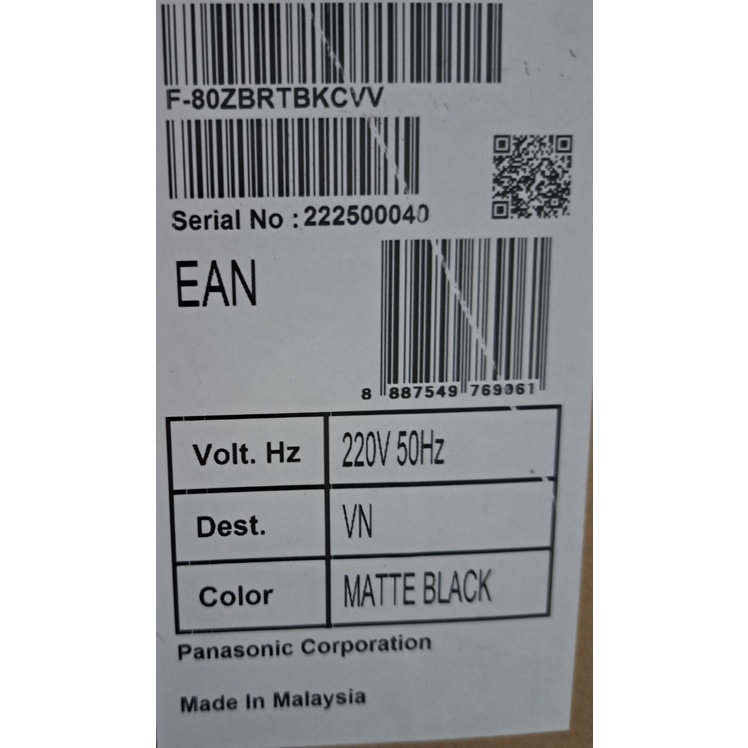 F-80ZBRTBKCVV
Serial No : 222500040
EAN
8 887549 769061
Volt. Hz 220V 50Hz
Dest. VN
Color MATTE BLACK
Panasonic Corporation
Made In Malaysia